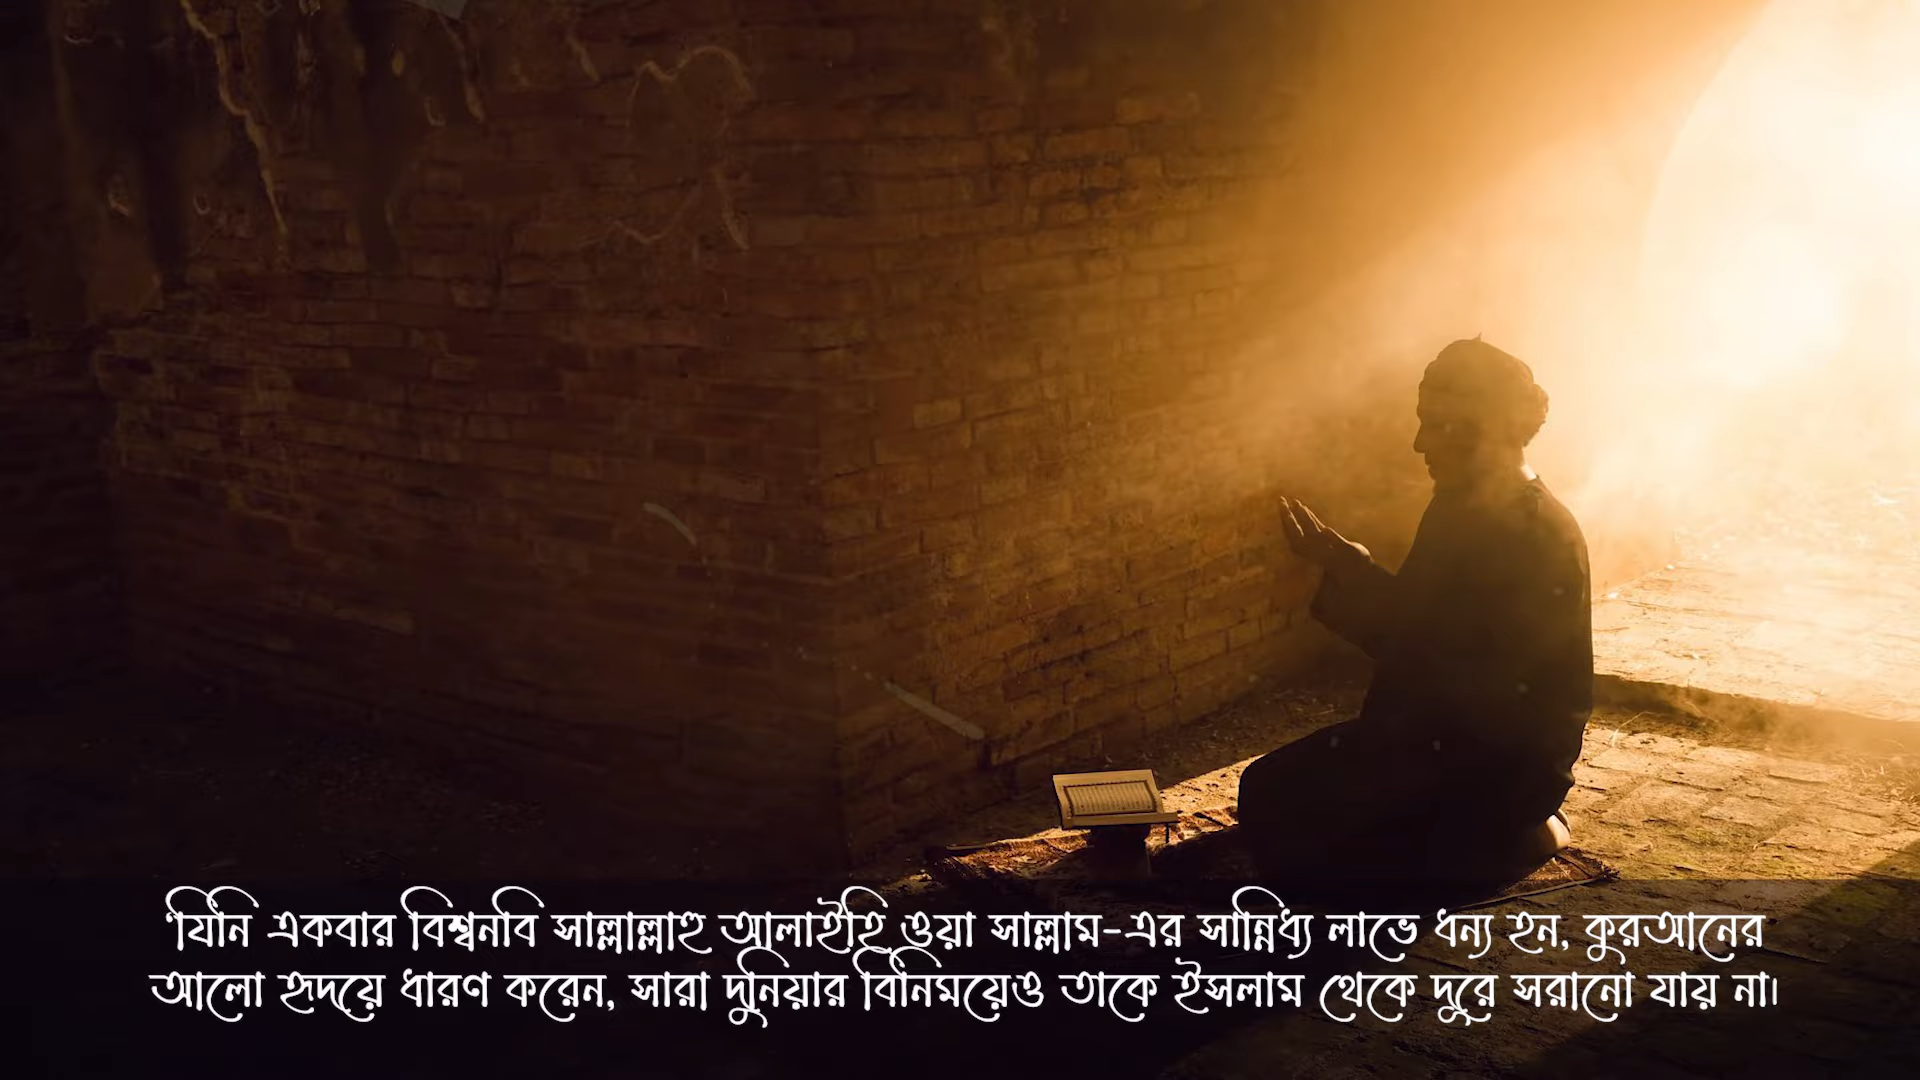 যিনি একবার বিশ্বনবি সাল্লাল্লাহু আলাইহি ওয়া সাল্লাম-এর সান্নিধ্য লাভে ধন্য হন, কুরআনের
আলো হৃদয়ে ধারণ করেন, সারা দুনিয়ার বিনিময়েও তাকে ইসলাম থেকে দূরে সরানো যায় না।